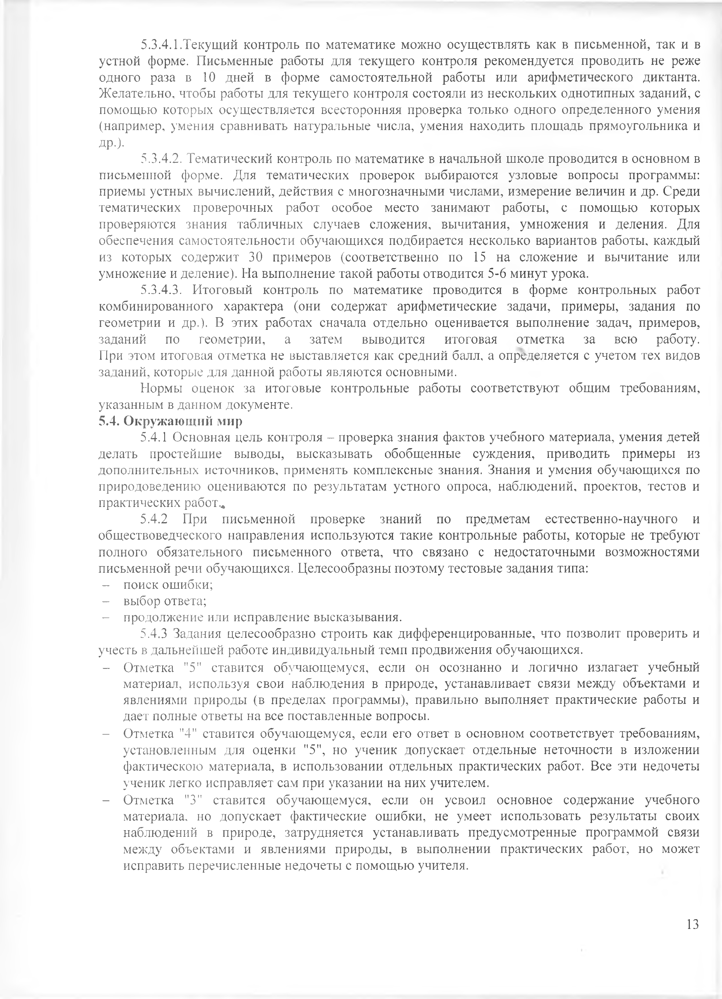 5.3.4.1.Текущий контроль по математике можно осуществлять как в письменной, так и в
устной форме. Письменные работы для текущего контроля рекомендуется проводить не реже
одного раза в 10 дней в форме самостоятельной работы или арифметического диктанта.
Желательно, чтобы работы для текущего контроля состояли из нескольких однотипных заданий, с
помощью которых осуществляется всесторонняя проверка только одного определенного умения
(например, умения сравнивать натуральные числа, умения находить площадь прямоугольника и
др.).
5.3.4.2. Тематический контроль по математике в начальной школе проводится в основном в
письменной форме. Для тематических проверок выбираются узловые вопросы программы:
приемы устных вычислений, действия с многозначными числами, измерение величин и др. Среди
тематических проверочных работ особое место занимают работы, с помощью которых
проверяются знания табличных случаев сложения, вычитания, умножения и деления. Для
обеспечения самостоятельности обучающихся подбирается несколько вариантов работы, каждый
из которых содержит 30 примеров (соответственно по 15 на сложение и вычитание или
умножение и деление). На выполнение такой работы отводится 5-6 минут урока.
5.3.4.3. Итоговый контроль по математике проводится в форме контрольных работ
комбинированного характера (они содержат арифметические задачи, примеры, задания по
геометрии и др.). В этих работах сначала отдельно оценивается выполнение задач, примеров,
заданий по геометрии, а затем выводится итоговая отметка за всю работу.
При этом итоговая отметка не выставляется как средний балл, а определяется с учетом тех видов
заданий, которые для данной работы являются основными.
Нормы оценок за итоговые контрольные работы соответствуют общим требованиям,
указанным в данном документе.
5.4. Окружающий мир
5.4.1 Основная цель контроля – проверка знания фактов учебного материала, умения детей
делать простейшие выводы, высказывать обобщенные суждения, приводить примеры из
дополнительных источников, применять комплексные знания. Знания и умения обучающихся по
природоведению оцениваются по результатам устного опроса, наблюдений, проектов, тестов и
практических работ.
5.4.2 При письменной проверке знаний по предметам естественно-научного и
обществоведческого направления используются такие контрольные работы, которые не требуют
полного обязательного письменного ответа, что связано с недостаточными возможностями
письменной речи обучающихся. Целесообразны поэтому тестовые задания типа:
– поиск ошибки;
– выбор ответа;
– продолжение или исправление высказывания.
5.4.3 Задания целесообразно строить как дифференцированные, что позволит проверить и
учесть в дальнейшей работе индивидуальный темп продвижения обучающихся.
– Отметка "5" ставится обучающемуся, если он осознанно и логично излагает учебный
материал, используя свои наблюдения в природе, устанавливает связи между объектами и
явлениями природы (в пределах программы), правильно выполняет практические работы и
дает полные ответы на все поставленные вопросы.
– Отметка "4" ставится обучающемуся, если его ответ в основном соответствует требованиям,
установленным для оценки "5", но ученик допускает отдельные неточности в изложении
фактического материала, в использовании отдельных практических работ. Все эти недочеты
ученик легко исправляет сам при указании на них учителем.
– Отметка "3" ставится обучающемуся, если он усвоил основное содержание учебного
материала, но допускает фактические ошибки, не умеет использовать результаты своих
наблюдений в природе, затрудняется устанавливать предусмотренные программой связи
между объектами и явлениями природы, в выполнении практических работ, но может
исправить перечисленные недочеты с помощью учителя.
13